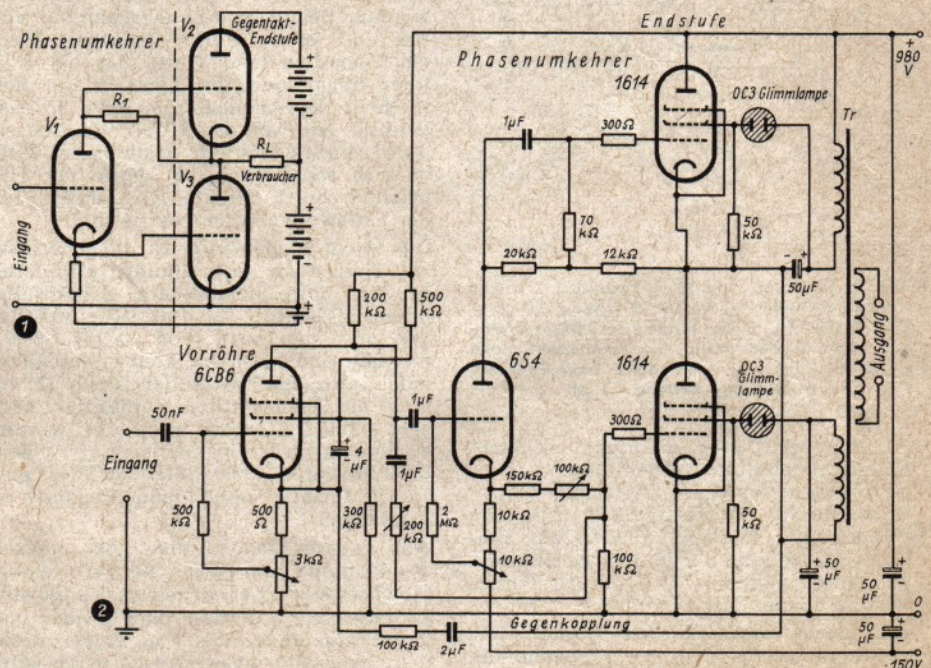 Phasenumkehrer
V2
Gegentakt-
Endstufe
+
-
R1
V1
RL
Verbraucher
V3
+
-
Eingang
+
-
1
Endstufe
+
980
V
Phasenumkehrer
1614
OC3 Glimmlampe
Tr
1µF
300Ω
70
kΩ
50
kΩ
20kΩ
12kΩ
- +
50µF
200
kΩ
500
kΩ
Vorröhre
6CB6
6S4
1614
OC3
Glimm-
lampe
Ausgang
50nF
1µF
300Ω
+
4
- µF
1µF
150kΩ
100kΩ
Eingang
500
kΩ
500
Ω
300
kΩ
200
kΩ
2
MΩ
10kΩ
50
kΩ
3kΩ
10kΩ
100
kΩ
+
50
- µF
50
µF
+
-
2
Gegenkopplung
0
100kΩ
2µF
50
µF
+
-
-150V